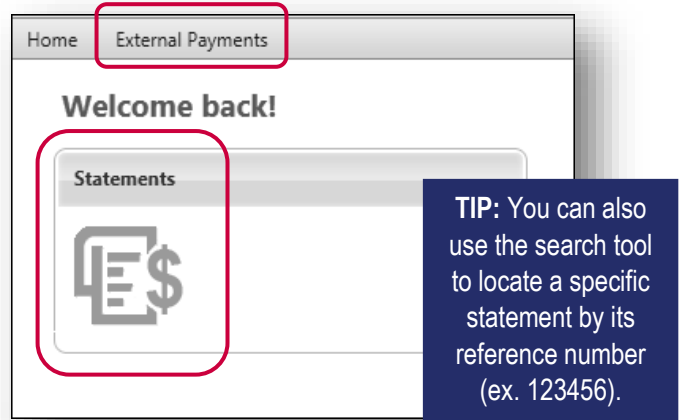 Home External Payments
Welcome back!
Statements
$
TIP: You can also
use the search tool
to locate a specific
statement by its
reference number
(ex. 123456).